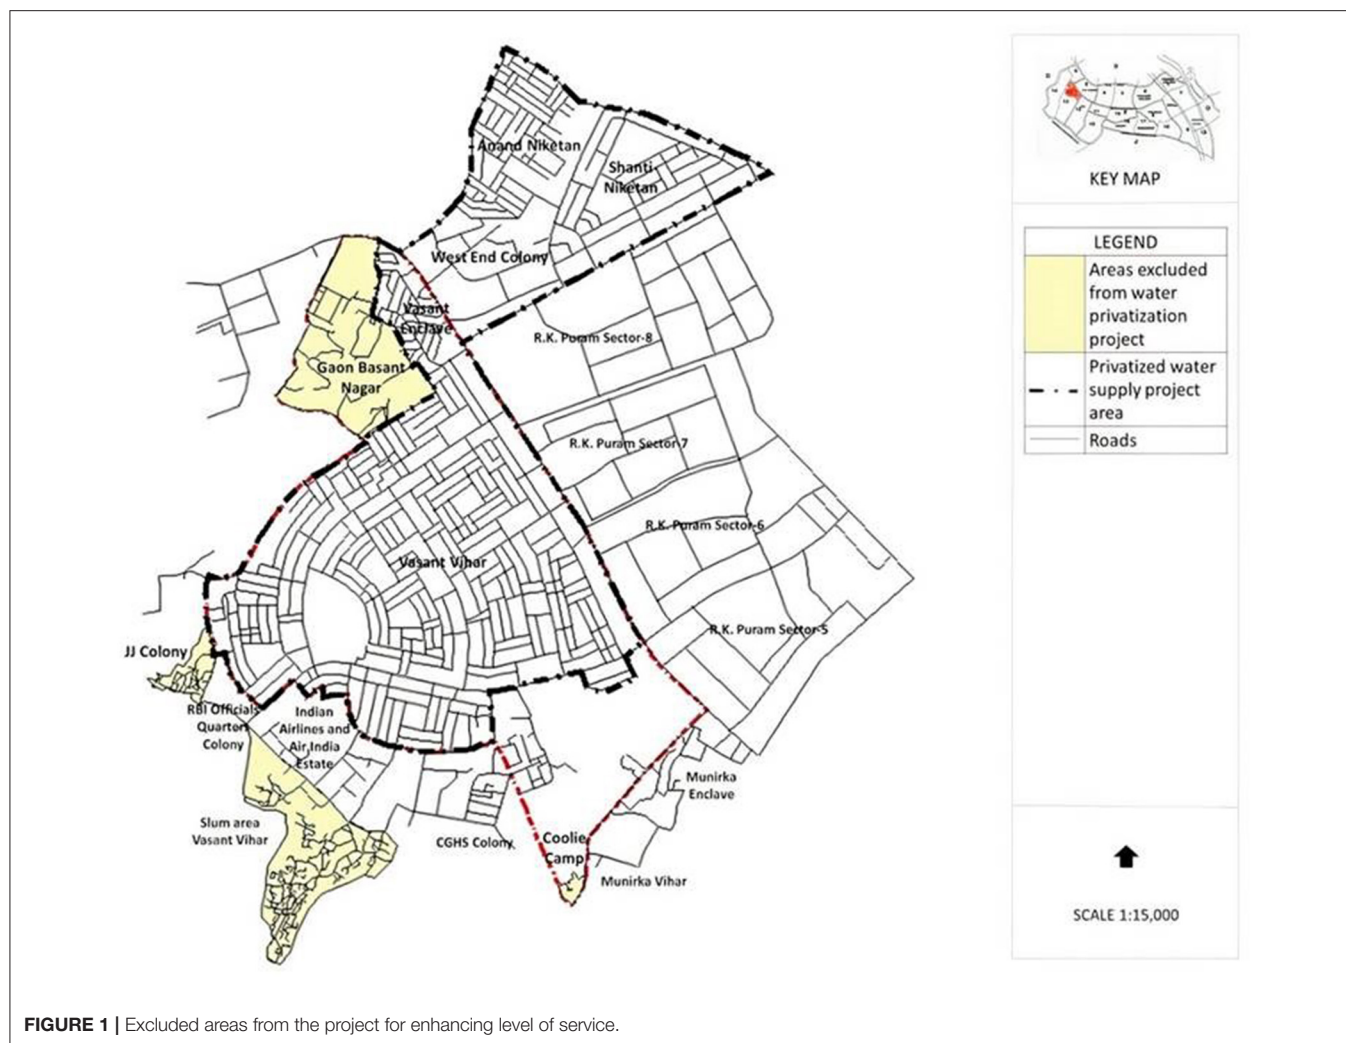 Anand Niketan
Shanti-
Niketan
West End Colony
Vasant
Enclave
R.K. Puram Sector-8
Gaon Basant
Nagar
R.K. Puram Sector-7
R.K. Puram Sector-6
Vasant Vihar
R.K. Puram Sector-5
JJ Colony
RBI Officials
Quarters
Colony
Indian
Airlines and
Air India
Estate
Slum area
Vasant Vihar
CGHS Colony
Coolie
Camp
Munirka
Enclave
Munirka Vihar
KEY MAP
LEGEND
Areas excluded
from water
privatization
project
Privatized water
supply project
area
Roads
SCALE 1:15,000
FIGURE 1 | Excluded areas from the project for enhancing level of service.